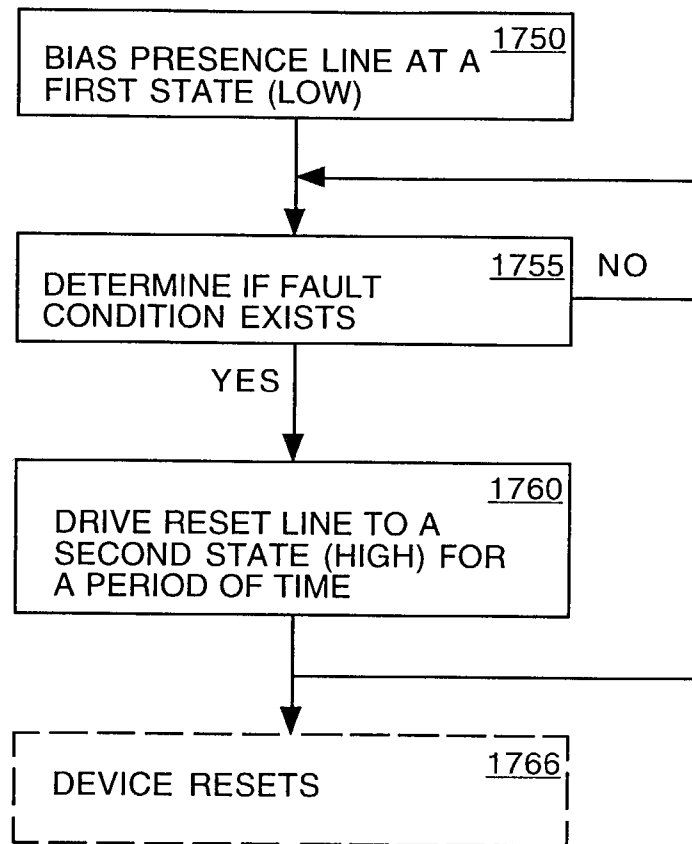 1750
BIAS PRESENCE LINE AT A
FIRST STATE (LOW)
1755
NO
DETERMINE IF FAULT
CONDITION EXISTS
YES
1760
DRIVE RESET LINE TO A
SECOND STATE (HIGH) FOR
A PERIOD OF TIME
1766
DEVICE RESETS